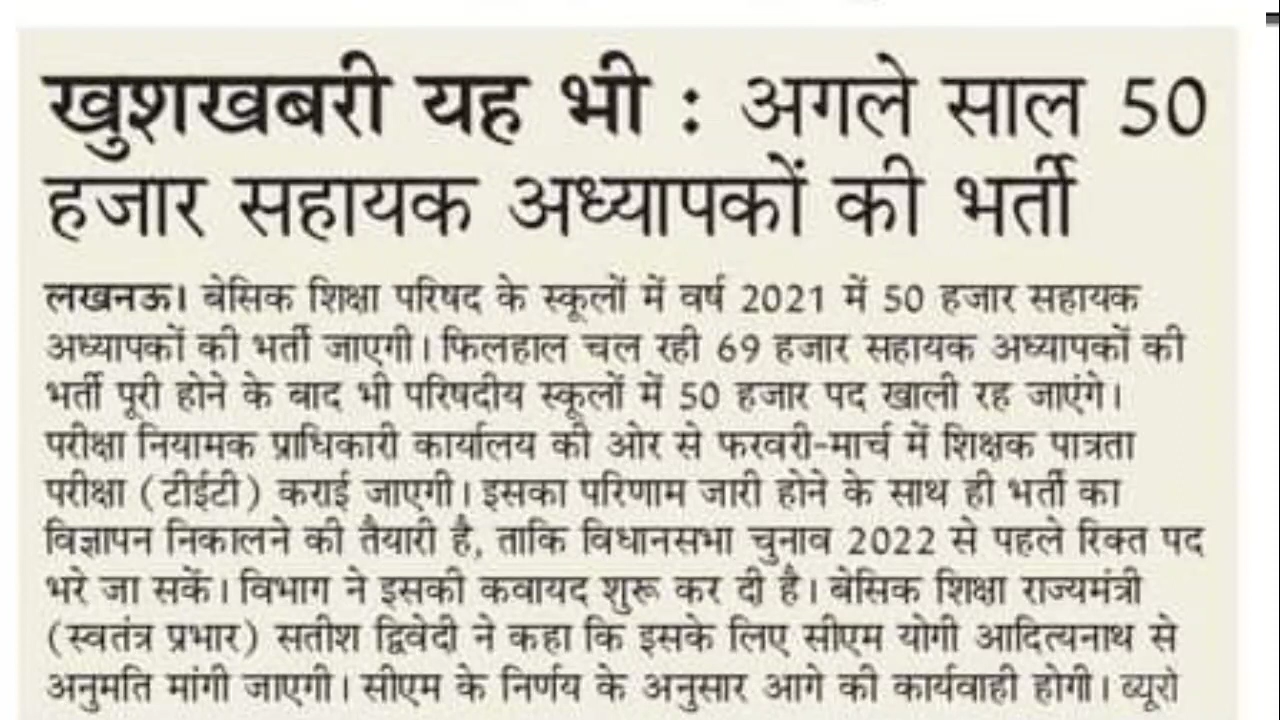 खुशखबरी यह भी : अगले साल 50
हजार सहायक अध्यापकों की भर्ती
लखनऊ। बेसिक शिक्षा परिषद के स्कूलों में वर्ष 2021 में 50 हजार सहायक
अध्यापकों की भर्ती जाएगी। फिलहाल चल रही 69 हजार सहायक अध्यापकों की
भर्ती पूरी होने के बाद भी परिषदीय स्कूलों में 50 हजार पद खाली रह जाएंगे।
परीक्षा नियामक प्राधिकारी कार्यालय की ओर से फरवरी-मार्च में शिक्षक पात्रता
परीक्षा (टीईटी) कराई जाएगी। इसका परिणाम जारी होने के साथ ही भर्ती का
विज्ञापन निकालने की तैयारी है, ताकि विधानसभा चुनाव 2022 से पहले रिक्त पद
भरे जा सकें। विभाग ने इसकी कवायद शुरू कर दी है। बेसिक शिक्षा राज्यमंत्री
(स्वतंत्र प्रभार) सतीश द्विवेदी ने कहा कि इसके लिए सीएम योगी आदित्यनाथ से
अनुमति मांगी जाएगी। सीएम के निर्णय के अनुसार आगे की कार्यवाही होगी। ब्यूरो